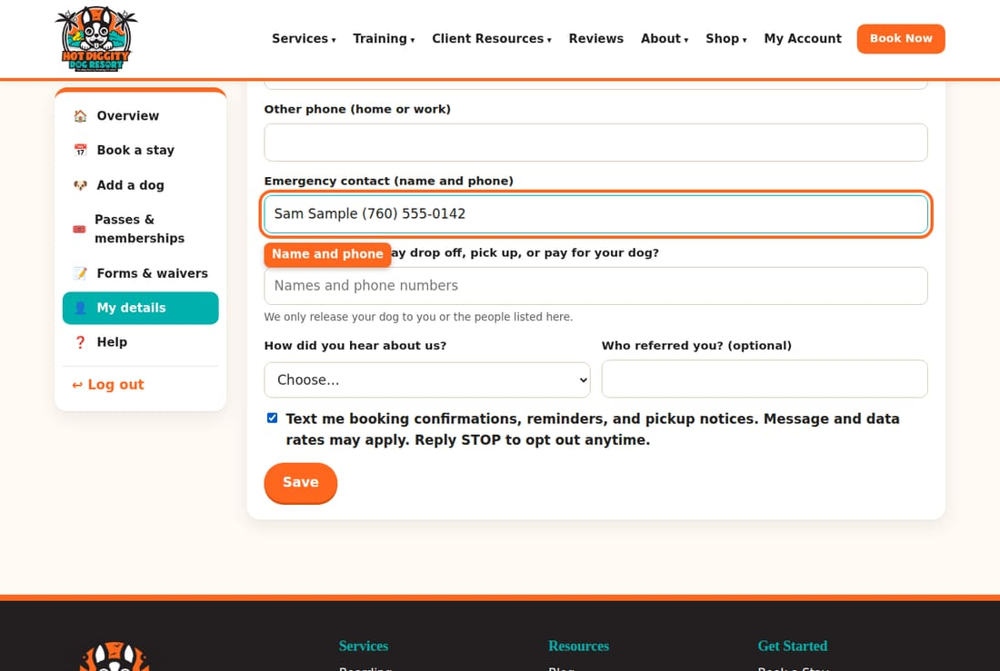 HOT DIGGITY
DOG RESORT
Services ▾
Training ▾
Client Resources ▾
Reviews
About ▾
Shop ▾
My Account
Book Now
Overview
Book a stay
Add a dog
Passes &
memberships
Forms & waivers
My details
Help
↩ Log out
Other phone (home or work)
Emergency contact (name and phone)
Sam Sample (760) 555-0142
Name and phone
ay drop off, pick up, or pay for your dog?
Names and phone numbers
We only release your dog to you or the people listed here.
How did you hear about us?
Who referred you? (optional)
Choose...
Text me booking confirmations, reminders, and pickup notices. Message and data
rates may apply. Reply STOP to opt out anytime.
Save
Services
Resources
Get Started
Boarding
Blog
Book a Stay